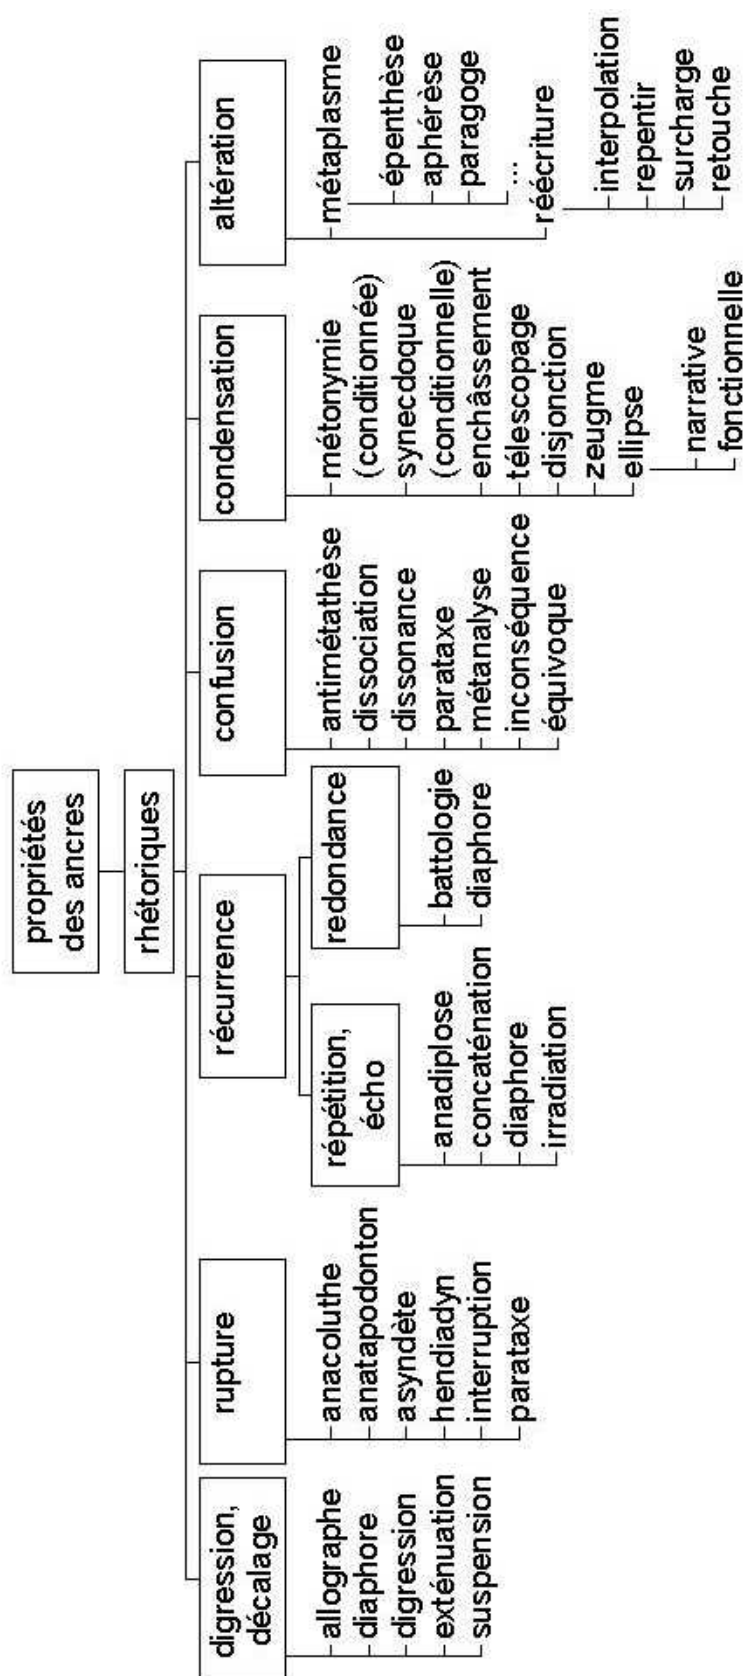 propriétés
des ancres
rhétoriques
digression,
décalage
allographe
diaphore
digression
exténuation
suspension
rupture
anacoluthe
anatapodonton
asyndète
hendiadyn
interruption
parataxe
récurrence
répétition,
écho
anadiplose
concaténation
diaphore
irradiation
redondance
battologie
diaphore
confusion
antimétathèse
dissociation
dissonance
parataxe
métanalyse
inconséquence
équivoque
condensation
métonymie
(conditionnée)
synecdoque
(conditionnelle)
enchâssement
télescopage
disjonction
zeugme
ellipse
narrative
fonctionnelle
altération
métaplasme
épenthèse
aphérèse
paragoge
...
réécriture
interpolation
repentir
surcharge
retouche